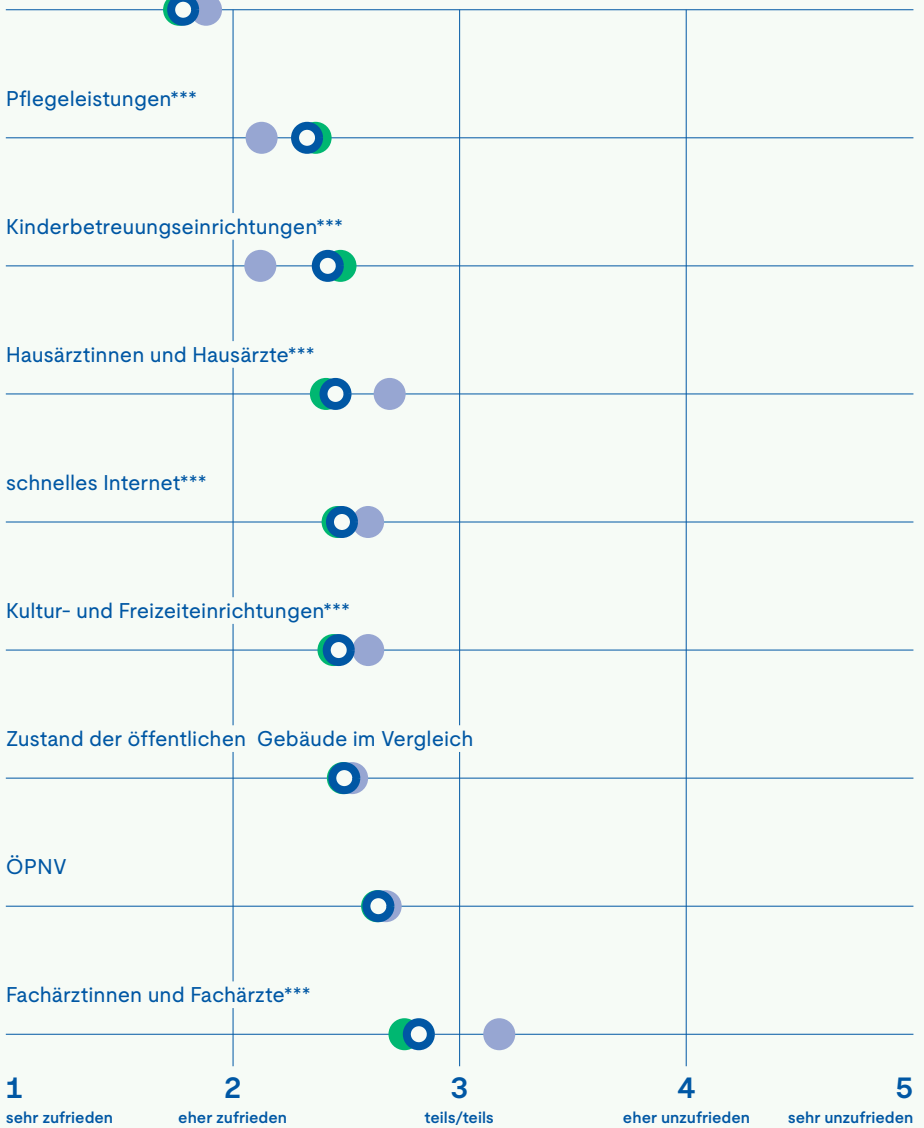 Pflegeleistungen***
Kinderbetreuungseinrichtungen***
Hausärztinnen und Hausärzte***
schnelles Internet***
Kultur- und Freizeiteinrichtungen***
Zustand der öffentlichen Gebäude im Vergleich
ÖPNV
Fachärztinnen und Fachärzte***
1 2 3 4 5
sehr zufrieden eher zufrieden teils/teils eher unzufrieden sehr unzufrieden